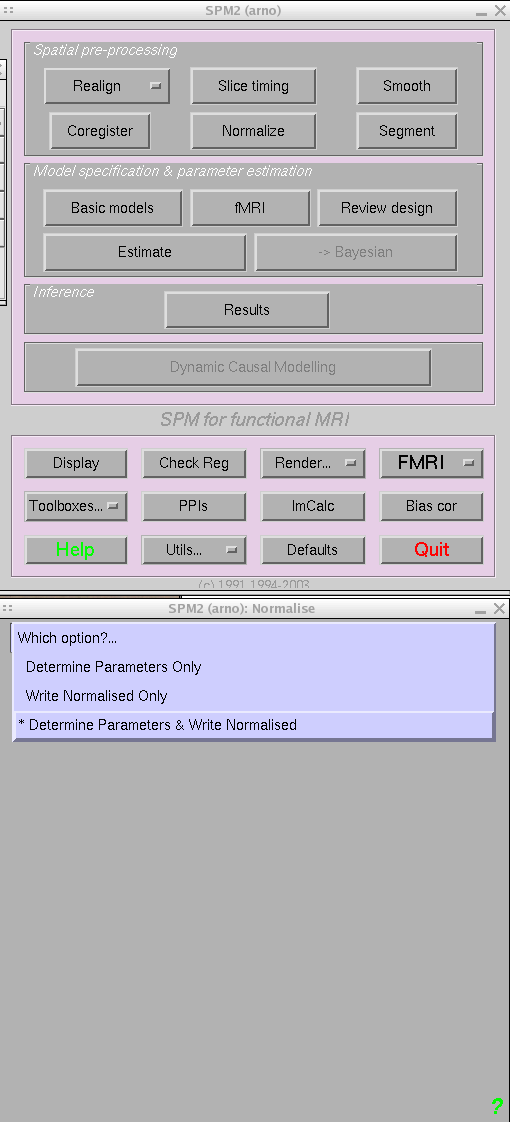 SPM2 (arno)
Spatial pre-processing
Realign Slice timing Smooth
Coregister Normalize Segment
Model specification & parameter estimation
Basic models fMRI Review design
Estimate -> Bayesian
Inference
Results
Dynamic Causal Modelling
SPM for functional MRI
Display Check Reg Render... FMRI
Toolboxes... PPIs ImCalc Bias cor
Help Utils... Defaults Quit
(c) 1991,1994-2003
SPM2 (arno): Normalise
Which option?...
Determine Parameters Only
Write Normalised Only
* Determine Parameters & Write Normalised
?